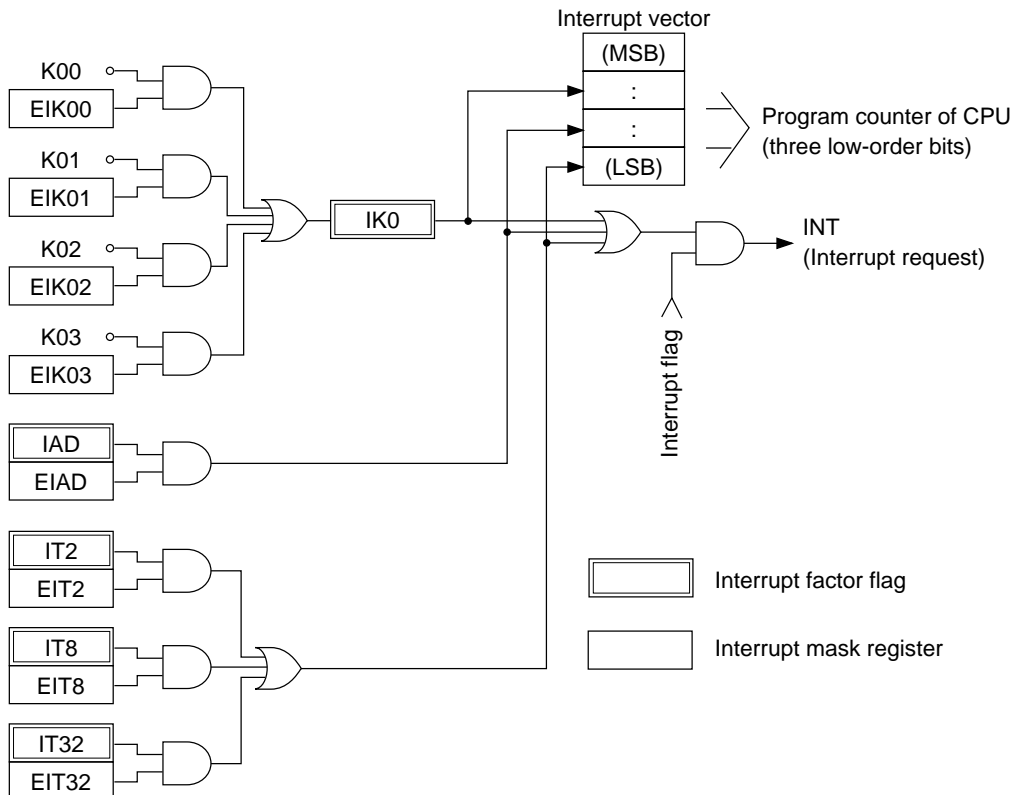 Interrupt vector
(MSB)
:
:
(LSB)
Program counter of CPU
(three low-order bits)
K00
EIK00
K01
EIK01
K02
EIK02
K03
EIK03
IK0
INT
(Interrupt request)
Interrupt flag
IAD
EIAD
IT2
EIT2
IT8
EIT8
IT32
EIT32
Interrupt factor flag
Interrupt mask register